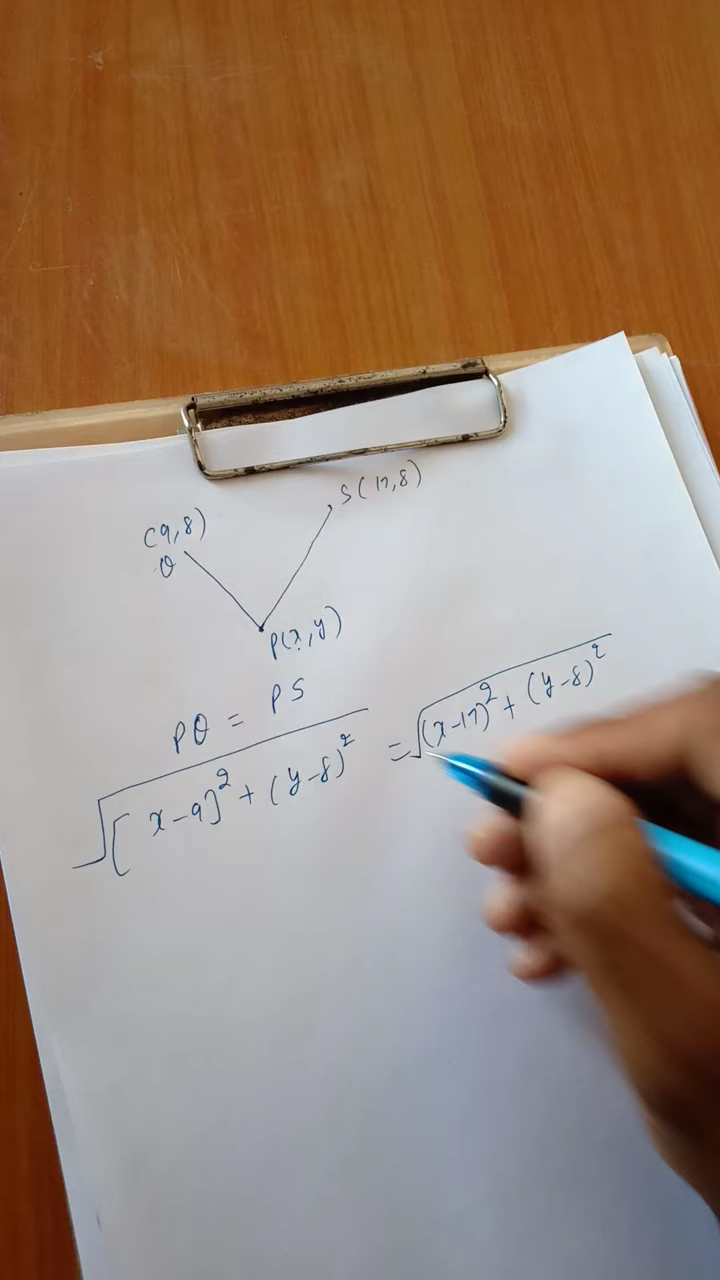 S(17,8)
(9,8)
Q
P(x,y)
PQ = PS
√[x-9]² + (y-8)² = √(x-17)² + (y-8)²